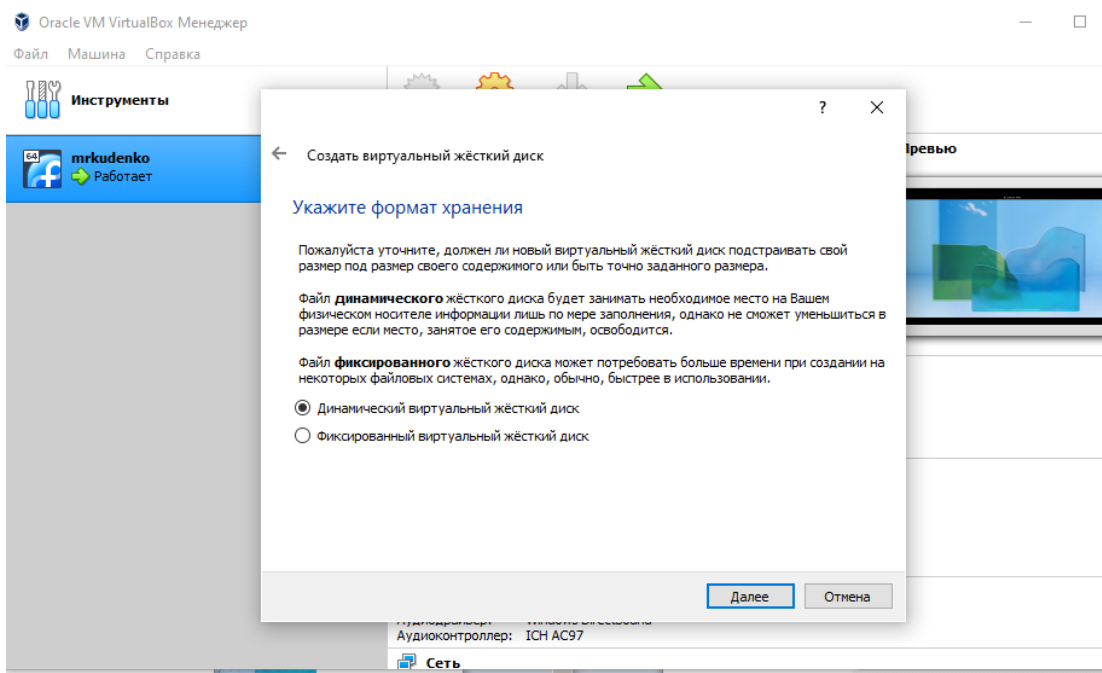 Oracle VM VirtualBox Менеджер
Файл Машина Справка
Инструменты
64
mrkudenko
Работает
?
Создать виртуальный жёсткий диск
Укажите формат хранения
Пожалуйста уточните, должен ли новый виртуальный жёсткий диск подстраивать свой
размер под размер своего содержимого или быть точно заданного размера.
Файл динамического жёсткого диска будет занимать необходимое место на Вашем
физическом носителе информации лишь по мере заполнения, однако не сможет уменьшиться в
размере если место, занятое его содержимым, освободится.
Файл фиксированного жёсткого диска может потребовать больше времени при создании на
некоторых файловых системах, однако, обычно, быстрее в использовании.
Динамический виртуальный жёсткий диск
Фиксированный виртуальный жёсткий диск
Далее Отмена
Превью
Аудиоконтроллер: ICH AC97
Сеть